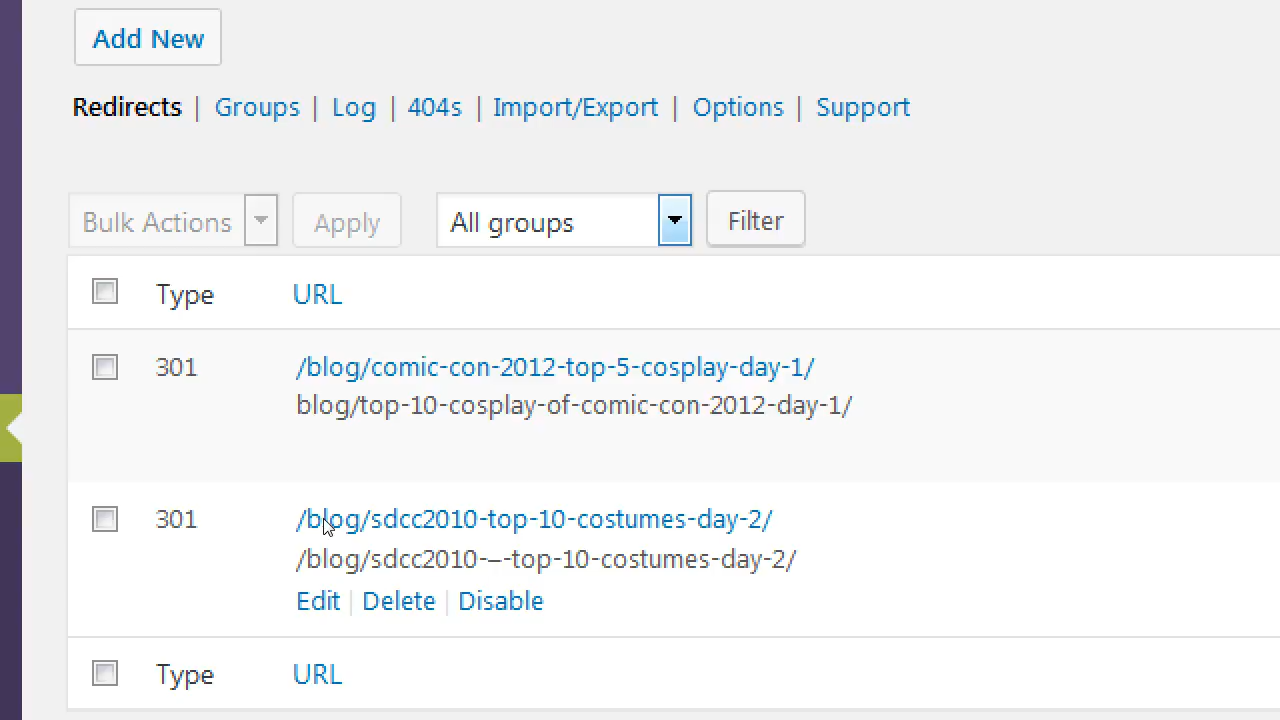 Add New
Redirects | Groups | Log | 404s | Import/Export | Options | Support
Bulk Actions Apply All groups Filter
Type URL
301 /blog/comic-con-2012-top-5-cosplay-day-1/
blog/top-10-cosplay-of-comic-con-2012-day-1/
301 /blog/sdcc2010-top-10-costumes-day-2/
/blog/sdcc2010-–-top-10-costumes-day-2/
Edit | Delete | Disable
Type URL